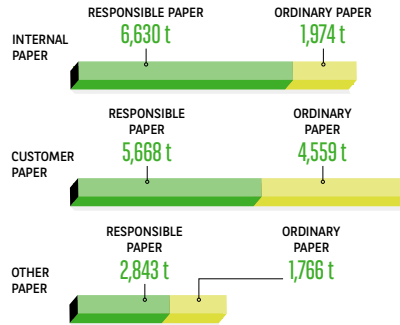 RESPONSIBLE PAPER
ORDINARY PAPER
6,630 t
1,974 t
INTERNAL
PAPER
RESPONSIBLE
PAPER
ORDINARY
PAPER
5,668 t
4,559 t
CUSTOMER
PAPER
RESPONSIBLE
PAPER
ORDINARY
PAPER
2,843 t
1,766 t
OTHER
PAPER